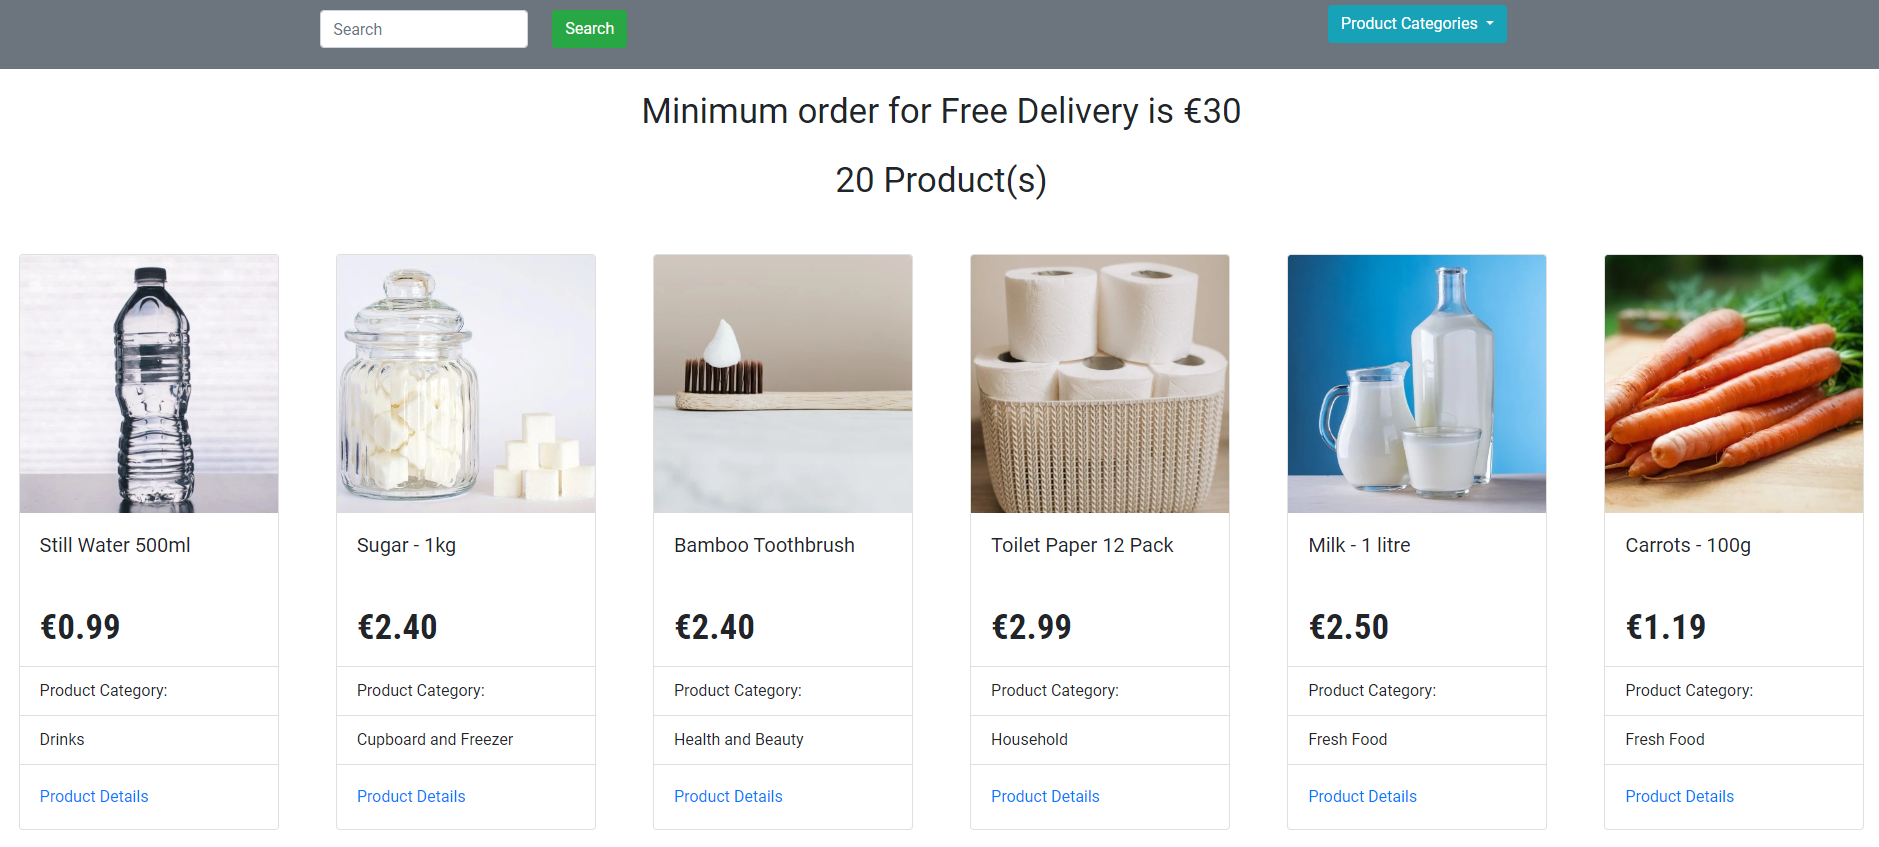 Search
Search
Product Categories
Minimum order for Free Delivery is €30
20 Product(s)
Still Water 500ml
€0.99
Product Category:
Drinks
Product Details
Sugar - 1kg
€2.40
Product Category:
Cupboard and Freezer
Product Details
Bamboo Toothbrush
€2.40
Product Category:
Health and Beauty
Product Details
Toilet Paper 12 Pack
€2.99
Product Category:
Household
Product Details
Milk - 1 litre
€2.50
Product Category:
Fresh Food
Product Details
Carrots - 100g
€1.19
Product Category:
Fresh Food
Product Details